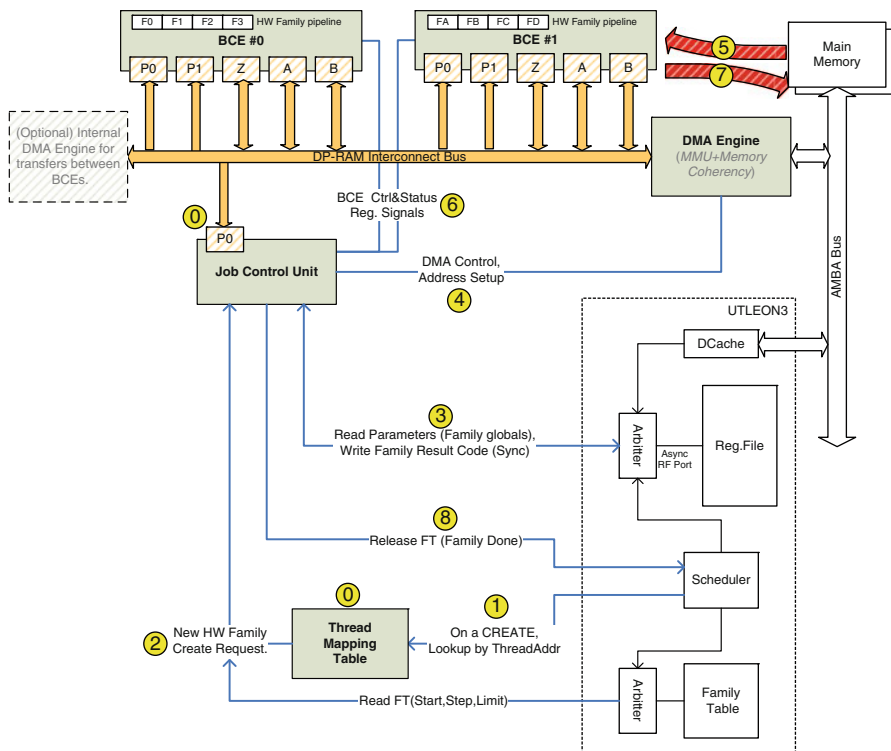 F0 F1 F2 F3 HW Family pipeline
BCE #0
P0 P1 Z A B
FA FB FC FD HW Family pipeline
BCE #1
P0 P1 Z A B
5
7
Main
Memory
(Optional) Internal
DMA Engine for
transfers between
BCEs.
DP-RAM Interconnect Bus
DMA Engine
(MMU+Memory
Coherency)
BCE Ctrl&Status
Reg. Signals
6
0
P0
Job Control Unit
DMA Control,
Address Setup
4
AMBA Bus
UTLEON3
DCache
3
Read Parameters (Family globals),
Write Family Result Code (Sync)
Arbitter
Async
RF Port
Reg.File
8
Release FT (Family Done)
Scheduler
0
1
2
New HW Family
Create Request.
Thread
Mapping
Table
On a CREATE,
Lookup by ThreadAddr
Read FT(Start,Step,Limit)
Arbitter
Family
Table